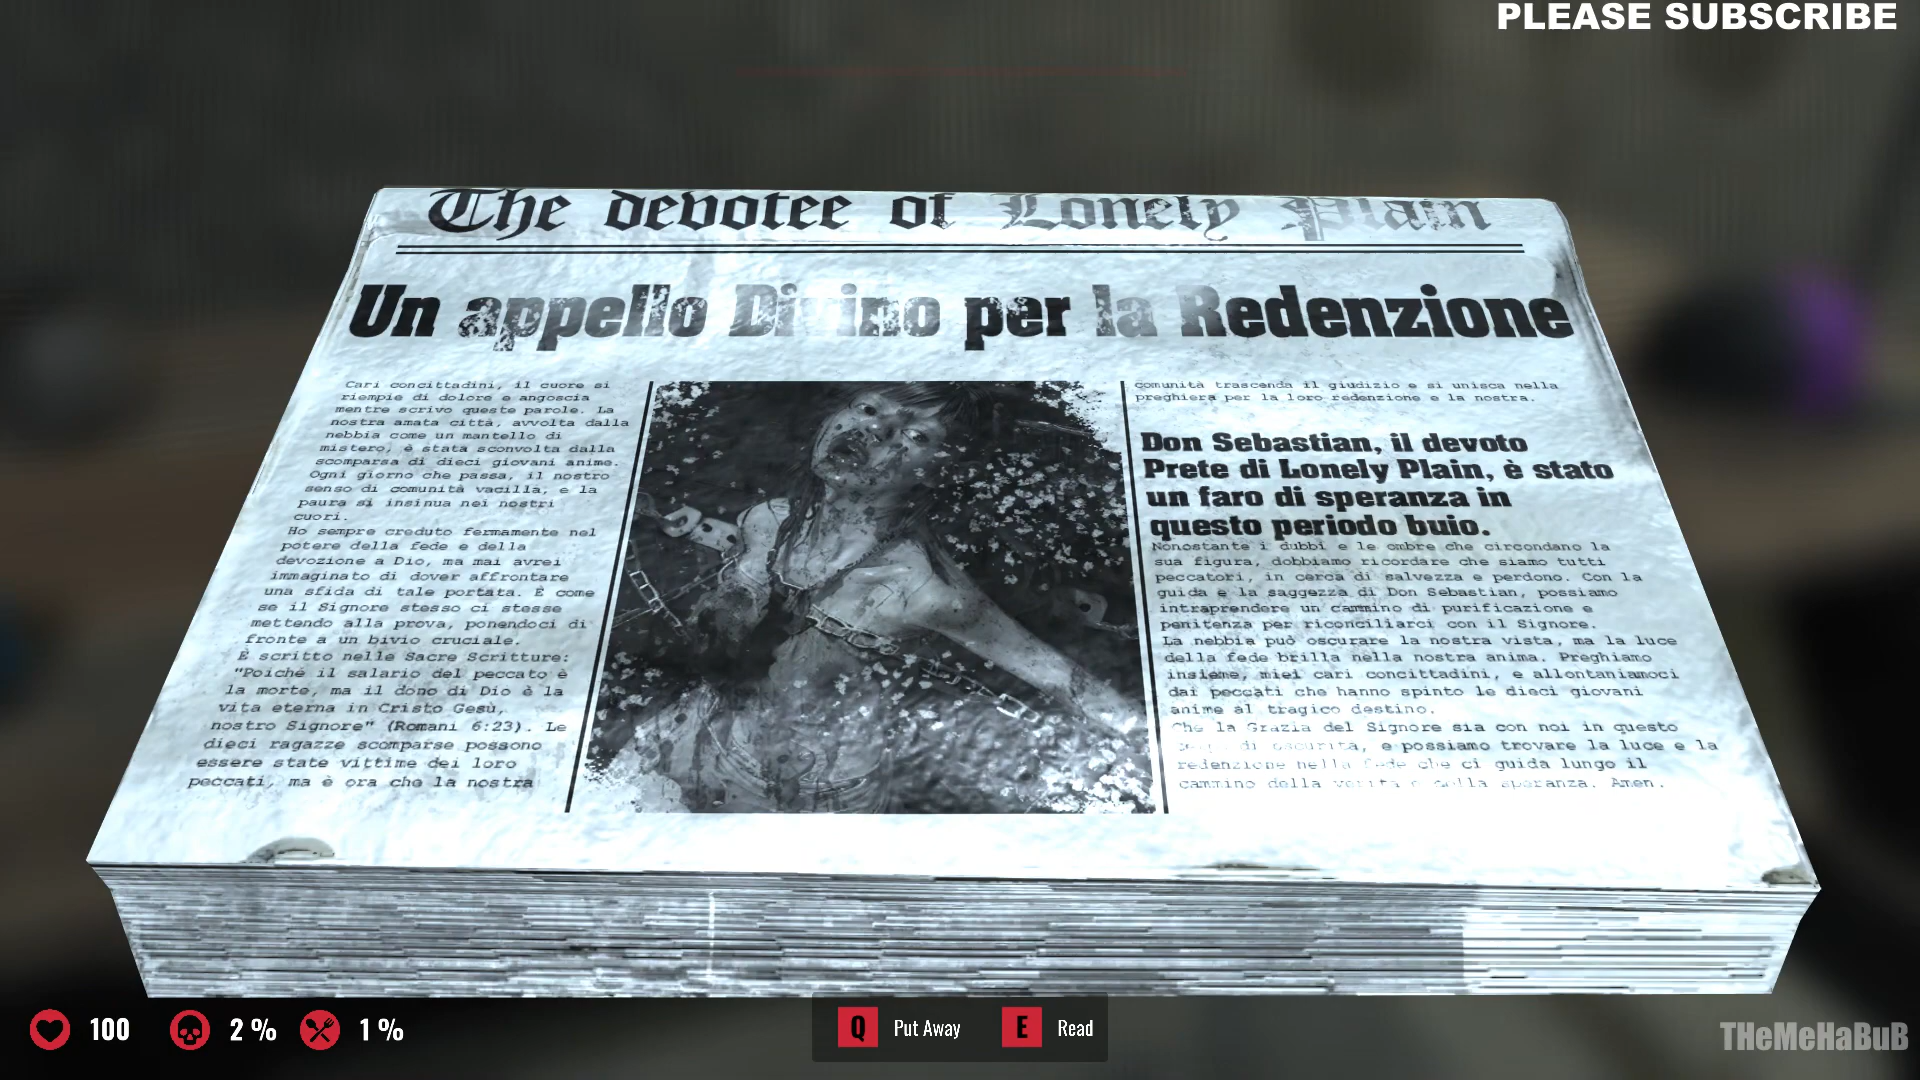 PLEASE SUBSCRIBE
The devotee of Lonely Plain
Un appello Divino per la Redenzione
Cari concittadini, il cuore si
riempie di dolore e angoscia
mentre scrivo queste parole. La
nostra amata città, avvolta dalla
nebbia come un mantello di
mistero, è stata sconvolta dalla
scomparsa di dieci giovani anime.
Ogni giorno che passa, il nostro
senso di comunità vacilla, e la
paura si insinua nei nostri
cuori.
Ho sempre creduto fermamente nel
potere della fede e della
devozione a Dio, ma mai avrei
immaginato di dover affrontare
una sfida di tale portata. È come
se il Signore stesso ci stesse
mettendo alla prova, ponendoci di
fronte a un bivio cruciale.
È scritto nelle Sacre Scritture:
"Poiché il salario del peccato è
la morte, ma il dono di Dio è la
vita eterna in Cristo Gesù,
nostro Signore" (Romani 6:23). Le
dieci ragazze scomparse possono
essere state vittime dei loro
peccati, ma è ora che la nostra
comunità trascenda il giudizio e si unisca nella
preghiera per la loro redenzione e la nostra.
Don Sebastian, il devoto
Prete di Lonely Plain, è stato
un faro di speranza in
questo periodo buio.
Nonostante i dubbi e le ombre che circondano la
sua figura, dobbiamo ricordare che siamo tutti
peccatori, in cerca di salvezza e perdono. Con la
guida e la saggezza di Don Sebastian, possiamo
intraprendere un cammino di purificazione e
penitenza per riconciliarci con il Signore.
La nebbia può oscurare la nostra vista, ma la luce
della fede brilla nella nostra anima. Preghiamo
insieme, miei cari concittadini, e allontaniamoci
dai peccati che hanno spinto le dieci giovani
anime al tragico destino.
Che la Grazia del Signore sia con noi in questo
di oscurità, e possiamo trovare la luce e la
redenzione nella fede che ci guida lungo il
cammino della verità e della speranza. Amen.
100
2 %
1 %
Q Put Away E Read
THeMeHaBuB